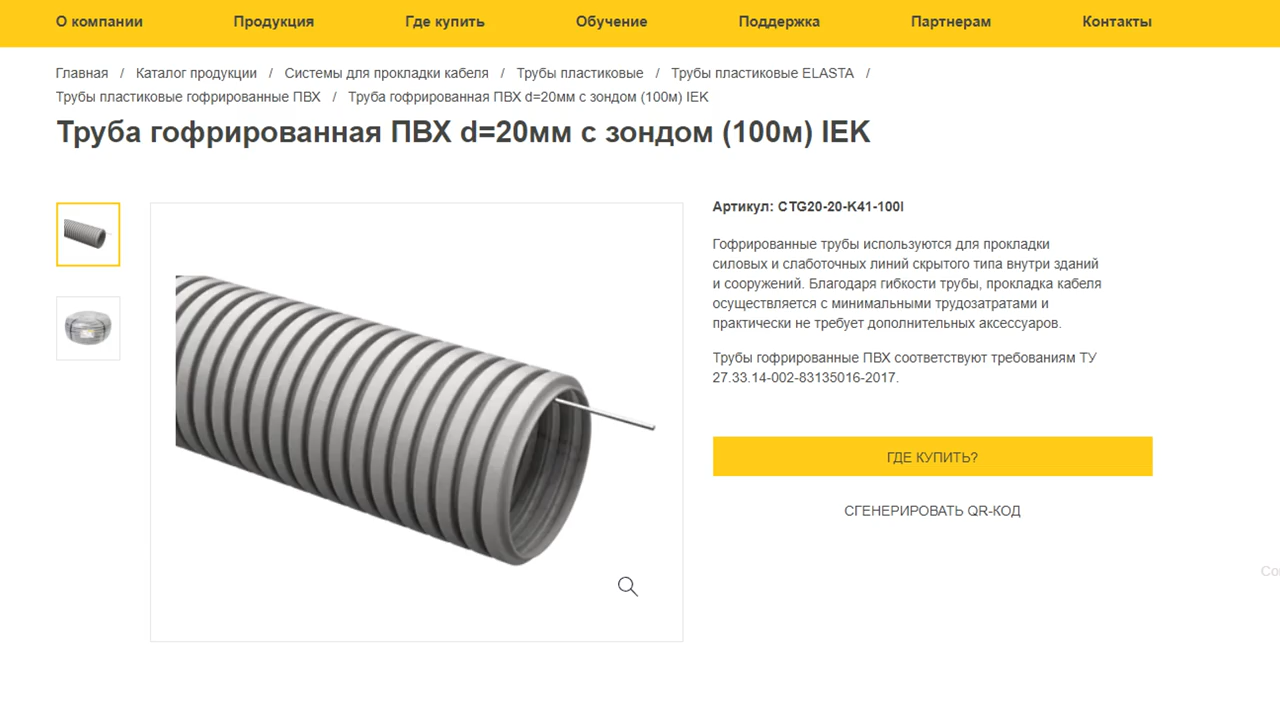 О компании Продукция Где купить Обучение Поддержка Партнерам Контакты
Главная / Каталог продукции / Системы для прокладки кабеля / Трубы пластиковые / Трубы пластиковые ELASTA /
Трубы пластиковые гофрированные ПВХ / Труба гофрированная ПВХ d=20мм с зондом (100м) IEK
Труба гофрированная ПВХ d=20мм с зондом (100м) IEK
Артикул: CTG20-20-K41-100I
Гофрированные трубы используются для прокладки
силовых и слаботочных линий скрытого типа внутри зданий
и сооружений. Благодаря гибкости трубы, прокладка кабеля
осуществляется с минимальными трудозатратами и
практически не требует дополнительных аксессуаров.
Трубы гофрированные ПВХ соответствуют требованиям ТУ
27.33.14-002-83135016-2017.
ГДЕ КУПИТЬ?
СГЕНЕРИРОВАТЬ QR-КОД